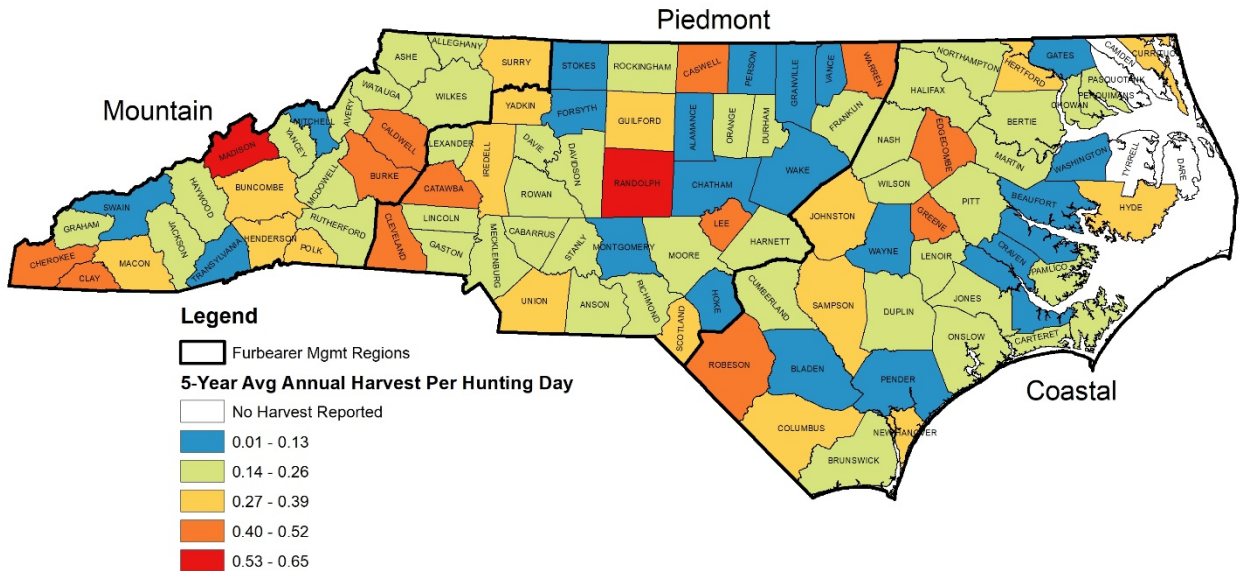 Piedmont
Mountain
Coastal
ALLEGHANY
ASHE
SURRY
STOKES
ROCKINGHAM
CASWELL
PERSON
GRANVILLE
VANCE
WARREN
NORTHAMPTON
HERTFORD
GATES
CAMDEN
CURRITUCK
PASQUOTANK
PERQUIMANS
CHOWAN
HALIFAX
BERTIE
WATAUGA
WILKES
YADKIN
FORSYTH
GUILFORD
ALAMANCE
ORANGE
DURHAM
FRANKLIN
NASH
EDGECOMBE
MARTIN
WASHINGTON
TYRRELL
DARE
MITCHELL
AVERY
CALDWELL
ALEXANDER
IREDELL
DAVIE
DAVIDSON
RANDOLPH
CHATHAM
WAKE
WILSON
PITT
BEAUFORT
HYDE
MADISON
YANCEY
BURKE
CATAWBA
ROWAN
JOHNSTON
GREENE
SWAIN
HAYWOOD
BUNCOMBE
MCDOWELL
RUTHERFORD
CLEVELAND
LINCOLN
GASTON
MECKLENBURG
CABARRUS
STANLY
MONTGOMERY
MOORE
LEE
HARNETT
WAYNE
LENOIR
CRAVEN
PAMLICO
GRAHAM
JACKSON
TRANSYLVANIA
HENDERSON
POLK
CHEROKEE
CLAY
MACON
UNION
ANSON
RICHMOND
SCOTLAND
HOKE
CUMBERLAND
SAMPSON
DUPLIN
JONES
ONSLOW
CARTERET
ROBESON
BLADEN
PENDER
COLUMBUS
NEW HANOVER
BRUNSWICK
Legend
Furbearer Mgmt Regions
5-Year Avg Annual Harvest Per Hunting Day
No Harvest Reported
0.01 - 0.13
0.14 - 0.26
0.27 - 0.39
0.40 - 0.52
0.53 - 0.65